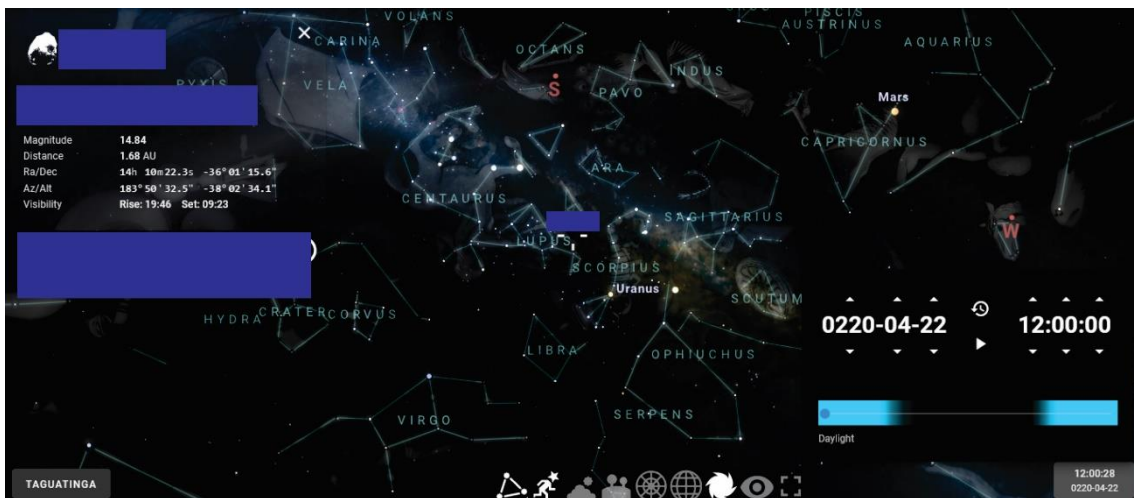 VOLANS
PISCIS
AUSTRINUS
CARINA
OCTANS
AQUARIUS
INDUS
VELA
S
PAVO
Mars
CAPRICORNUS
Magnitude 14.84
Distance 1.68 AU
Ra/Dec 14h 10m22.3s -36°01'15.6"
Az/Alt 183°50'32.5" -38°02'34.1"
Visibility Rise: 19:46 Set: 09:23
ARA
CENTAURUS
SAGITTARIUS
W
LUPUS
SCORPIUS
Uranus
SCUTUM
HYDRA CRATER CORVUS
0220-04-22 12:00:00
LIBRA
OPHIUCHUS
VIRGO
SERPENS
Daylight
TAGUATINGA
12:00:28
0220-04-22